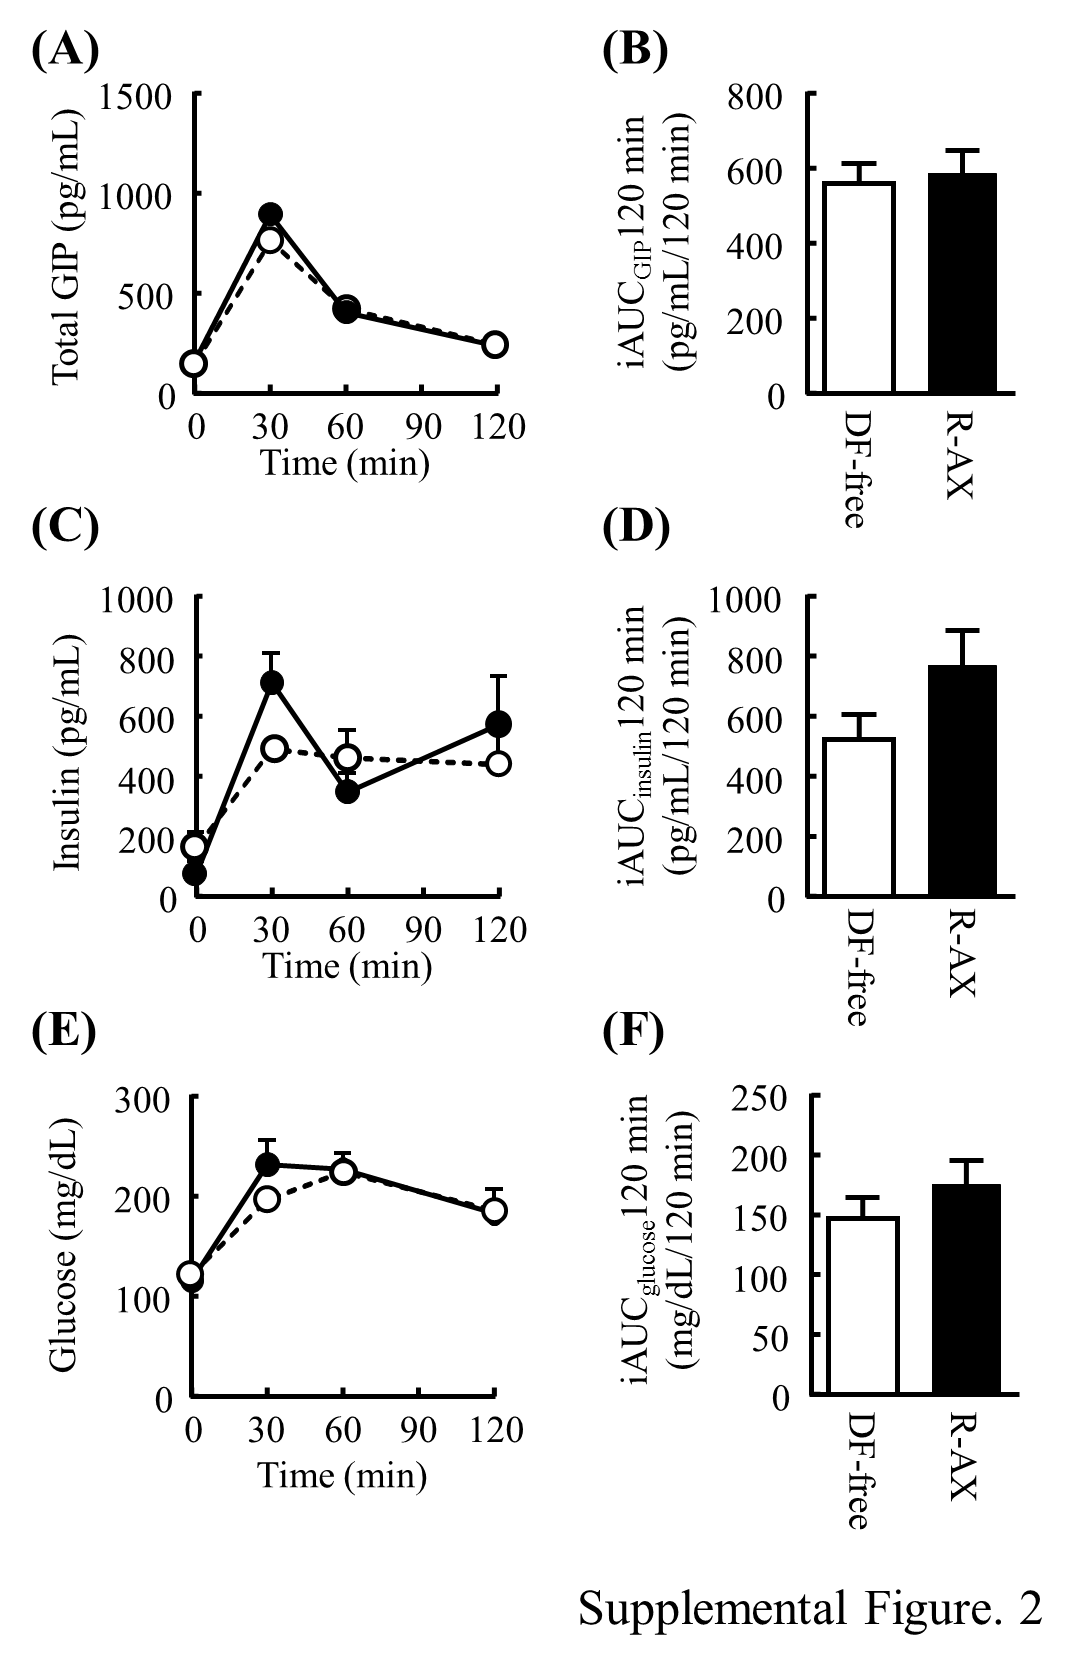 (A)
Total GIP (pg/mL)
1500
1000
500
0
0 30 60 90 120
Time (min)
(B)
iAUCGIP120 min
(pg/mL/120 min)
800
600
400
200
0
DF-free
R-AX
(C)
Insulin (pg/mL)
1000
800
600
400
200
0
0 30 60 90 120
Time (min)
(D)
iAUCinsulin120 min
(pg/mL/120 min)
1000
800
600
400
200
0
DF-free
R-AX
(E)
Glucose (mg/dL)
300
200
100
0
0 30 60 90 120
Time (min)
(F)
iAUCglucose120 min
(mg/dL/120 min)
250
200
150
100
50
0
DF-free
R-AX
Supplemental Figure. 2